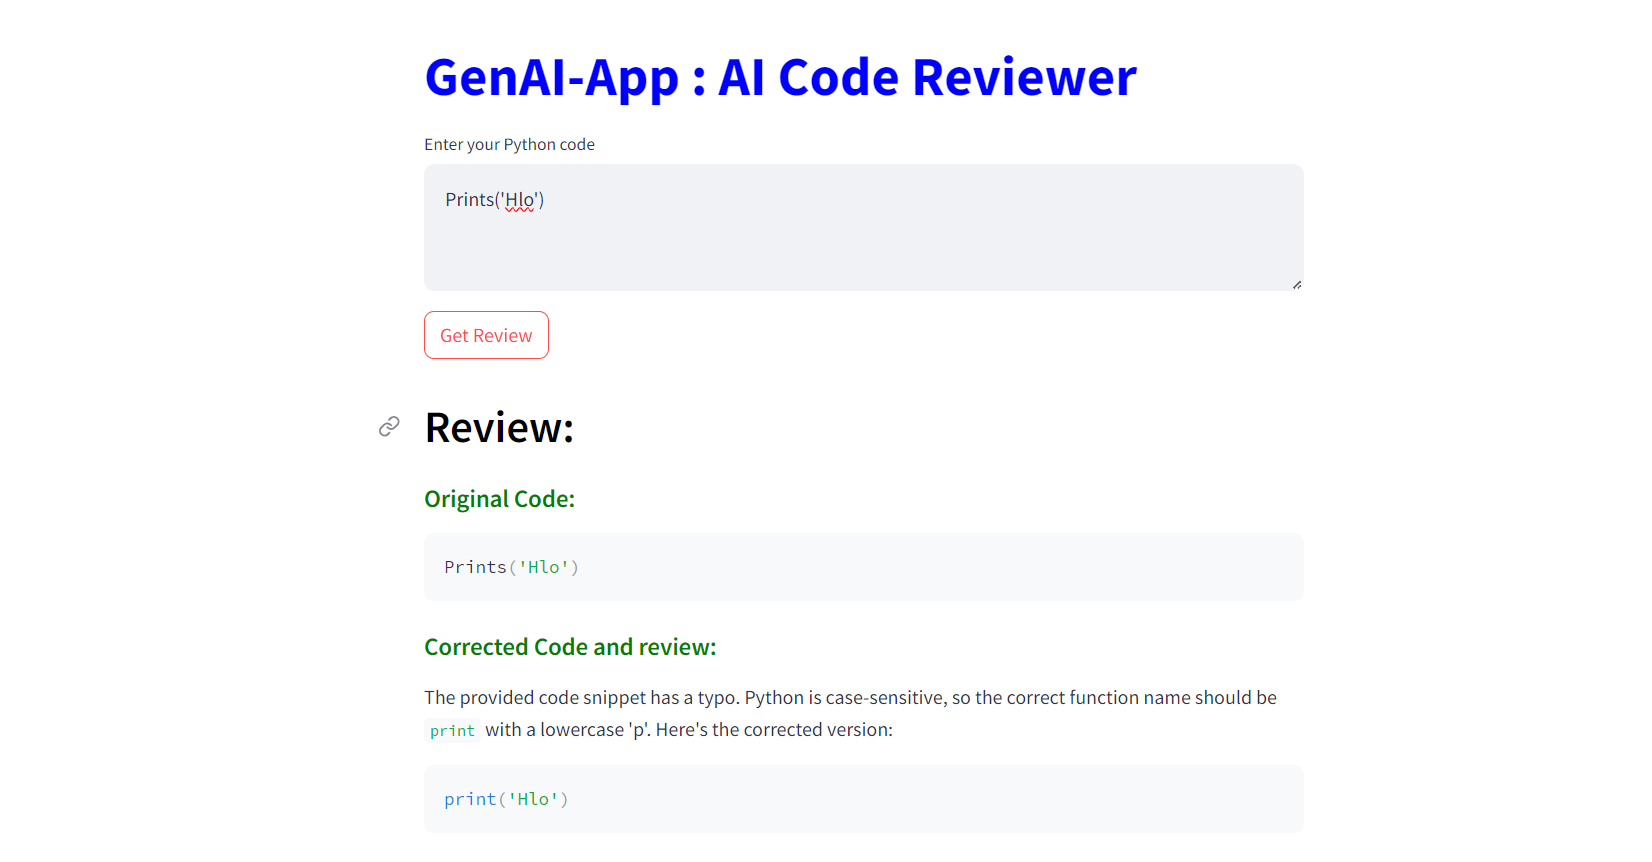 GenAI-App : AI Code Reviewer
Enter your Python code
Prints('Hlo')
Get Review
Review:
Original Code:
Prints('Hlo')
Corrected Code and review:
The provided code snippet has a typo. Python is case-sensitive, so the correct function name should be
print with a lowercase 'p'. Here's the corrected version:
print('Hlo')